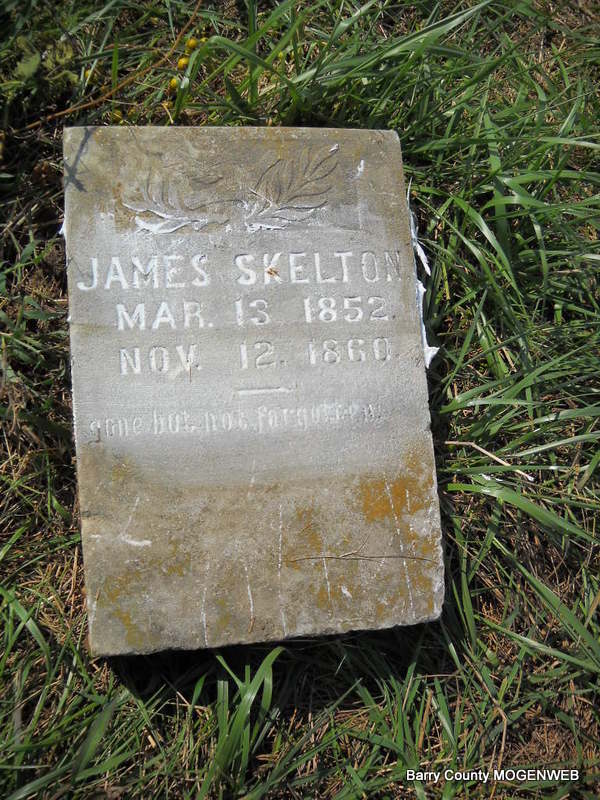 JAMES SKELTON
MAR. 13 1852.
NOV. 12. 1860.
gone but not forgotten.
Barry County MOGENWEB